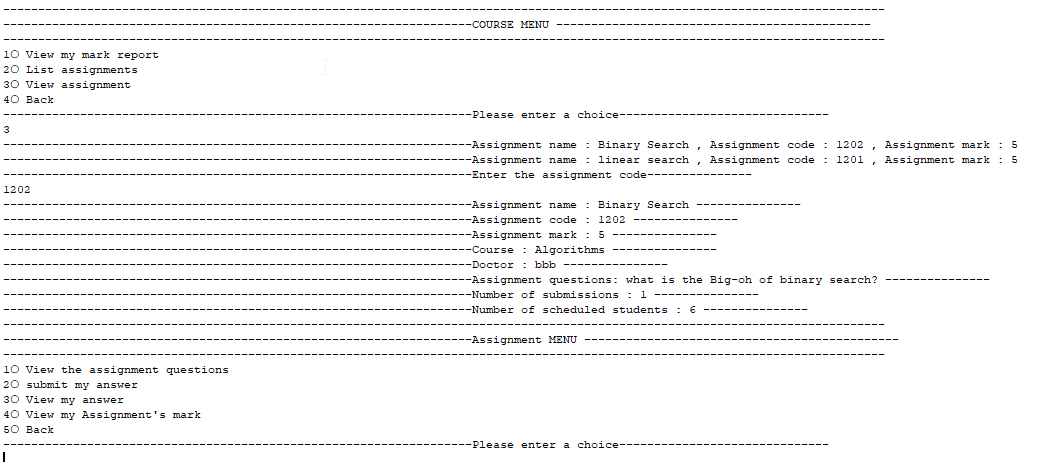 ------------------------------------------------------------------------------------------------------------------------------
-------------------------------------------------------------------COURSE MENU ---------------------------------------------
------------------------------------------------------------------------------------------------------------------------------
1○ View my mark report
2○ List assignments
3○ View assignment
4○ Back
-------------------------------------------------------------------Please enter a choice------------------------------
3
-------------------------------------------------------------------Assignment name : Binary Search , Assignment code : 1202 , Assignment mark : 5
-------------------------------------------------------------------Assignment name : linear search , Assignment code : 1201 , Assignment mark : 5
-------------------------------------------------------------------Enter the assignment code---------------
1202
-------------------------------------------------------------------Assignment name : Binary Search ---------------
-------------------------------------------------------------------Assignment code : 1202 ---------------
-------------------------------------------------------------------Assignment mark : 5 ---------------
-------------------------------------------------------------------Course : Algorithms ---------------
-------------------------------------------------------------------Doctor : bbb ---------------
-------------------------------------------------------------------Assignment questions: what is the Big-oh of binary search? ---------------
-------------------------------------------------------------------Number of submissions : 1 ---------------
-------------------------------------------------------------------Number of scheduled students : 6 ---------------
------------------------------------------------------------------------------------------------------------------------------
-------------------------------------------------------------------Assignment MENU ---------------------------------------------
------------------------------------------------------------------------------------------------------------------------------
1○ View the assignment questions
2○ submit my answer
3○ View my answer
4○ View my Assignment's mark
5○ Back
-------------------------------------------------------------------Please enter a choice------------------------------